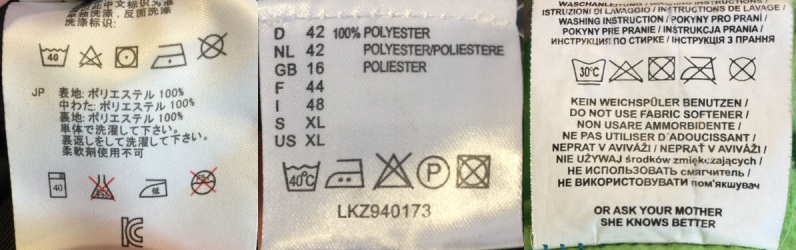 洗涤标识:
40
JP 表地: ポリエステル 100%
中わた: ポリエステル 100%
裏地: ポリエステル 100%
単体で洗濯して下さい。
裏返しをして洗濯して下さい。
柔軟剤使用不可
40
D 42 100% POLYESTER
NL 42 POLYESTER/POLIESTERE
GB 16 POLIESTER
F 44
I 48
S XL
US XL
40°C
P
LKZ940173
WASCHANLEITUNG /
ISTRUZIONI DI LAVAGGIO / INSTRUCTIONS DE LAVAGE /
WASHING INSTRUCTION / POKYNY PRO PRANÍ /
POKYNY PRE PRANIE / INSTRUKCJA PRANIA /
ИНСТРУКЦИЯ ПО СТИРКЕ / ІНСТРУКЦІЯ З ПРАННЯ
30°C
KEIN WEICHSPÜLER BENUTZEN /
DO NOT USE FABRIC SOFTENER /
NON USARE AMMORBIDENTE /
NE PAS UTILISER D´ADOUCISSANT /
NEPRAT V AVIVÁŽI / NEPRAŤ V AVIVÁŽI /
NIE UŻYWAJ środków zmiękczających /
НЕ ИСПОЛЬЗОВАТЬ смягчитель /
НЕ ВИКОРИСТОВУВАТИ пом'якшувач
OR ASK YOUR MOTHER
SHE KNOWS BETTER